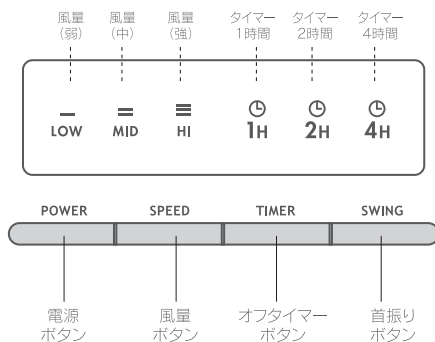 風量 風量 風量 タイマー タイマー タイマー
(弱) (中) (強) 1時間 2時間 4時間
LOW MID HI 1H 2H 4H
POWER SPEED TIMER SWING
電源 風量 オフタイマー 首振り
ボタン ボタン ボタン ボタン